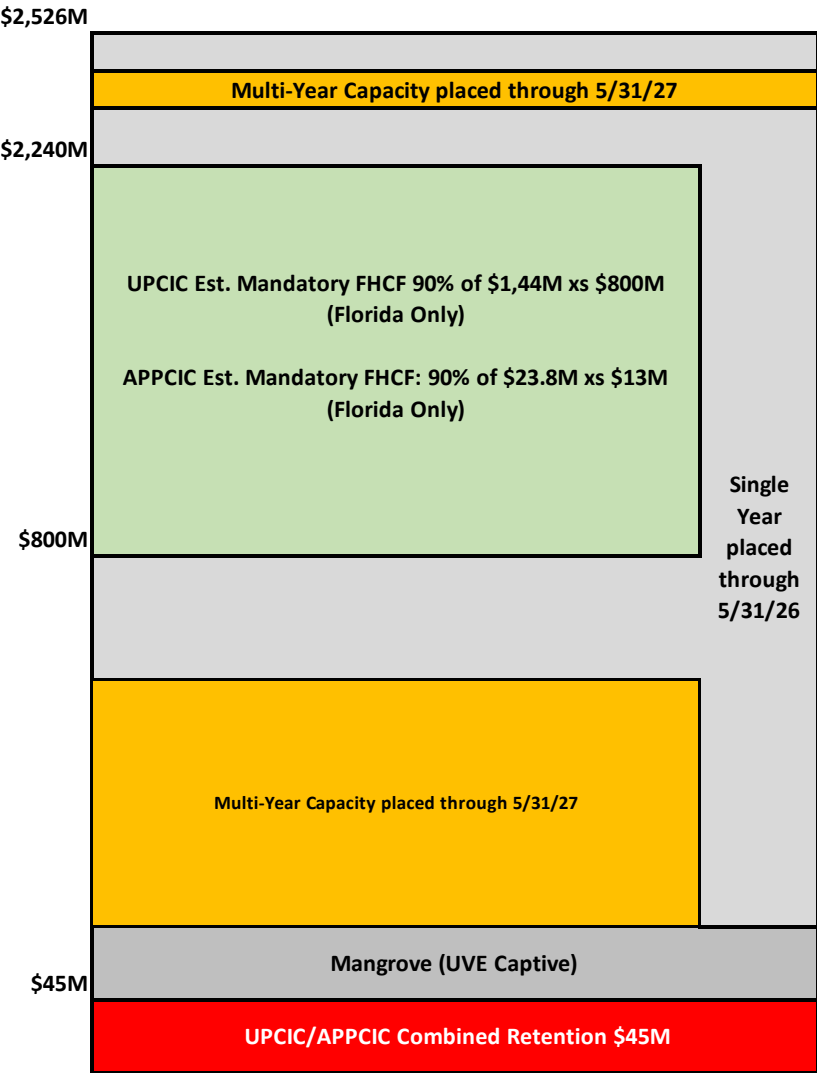 $2,526M
Multi-Year Capacity placed through 5/31/27
$2,240M
UPCIC Est. Mandatory FHCF 90% of $1,44M xs $800M
(Florida Only)
APPCIC Est. Mandatory FHCF: 90% of $23.8M xs $13M
(Florida Only)
Single
Year
placed
through
5/31/26
$800M
Multi-Year Capacity placed through 5/31/27
Mangrove (UVE Captive)
$45M
UPCIC/APPCIC Combined Retention $45M